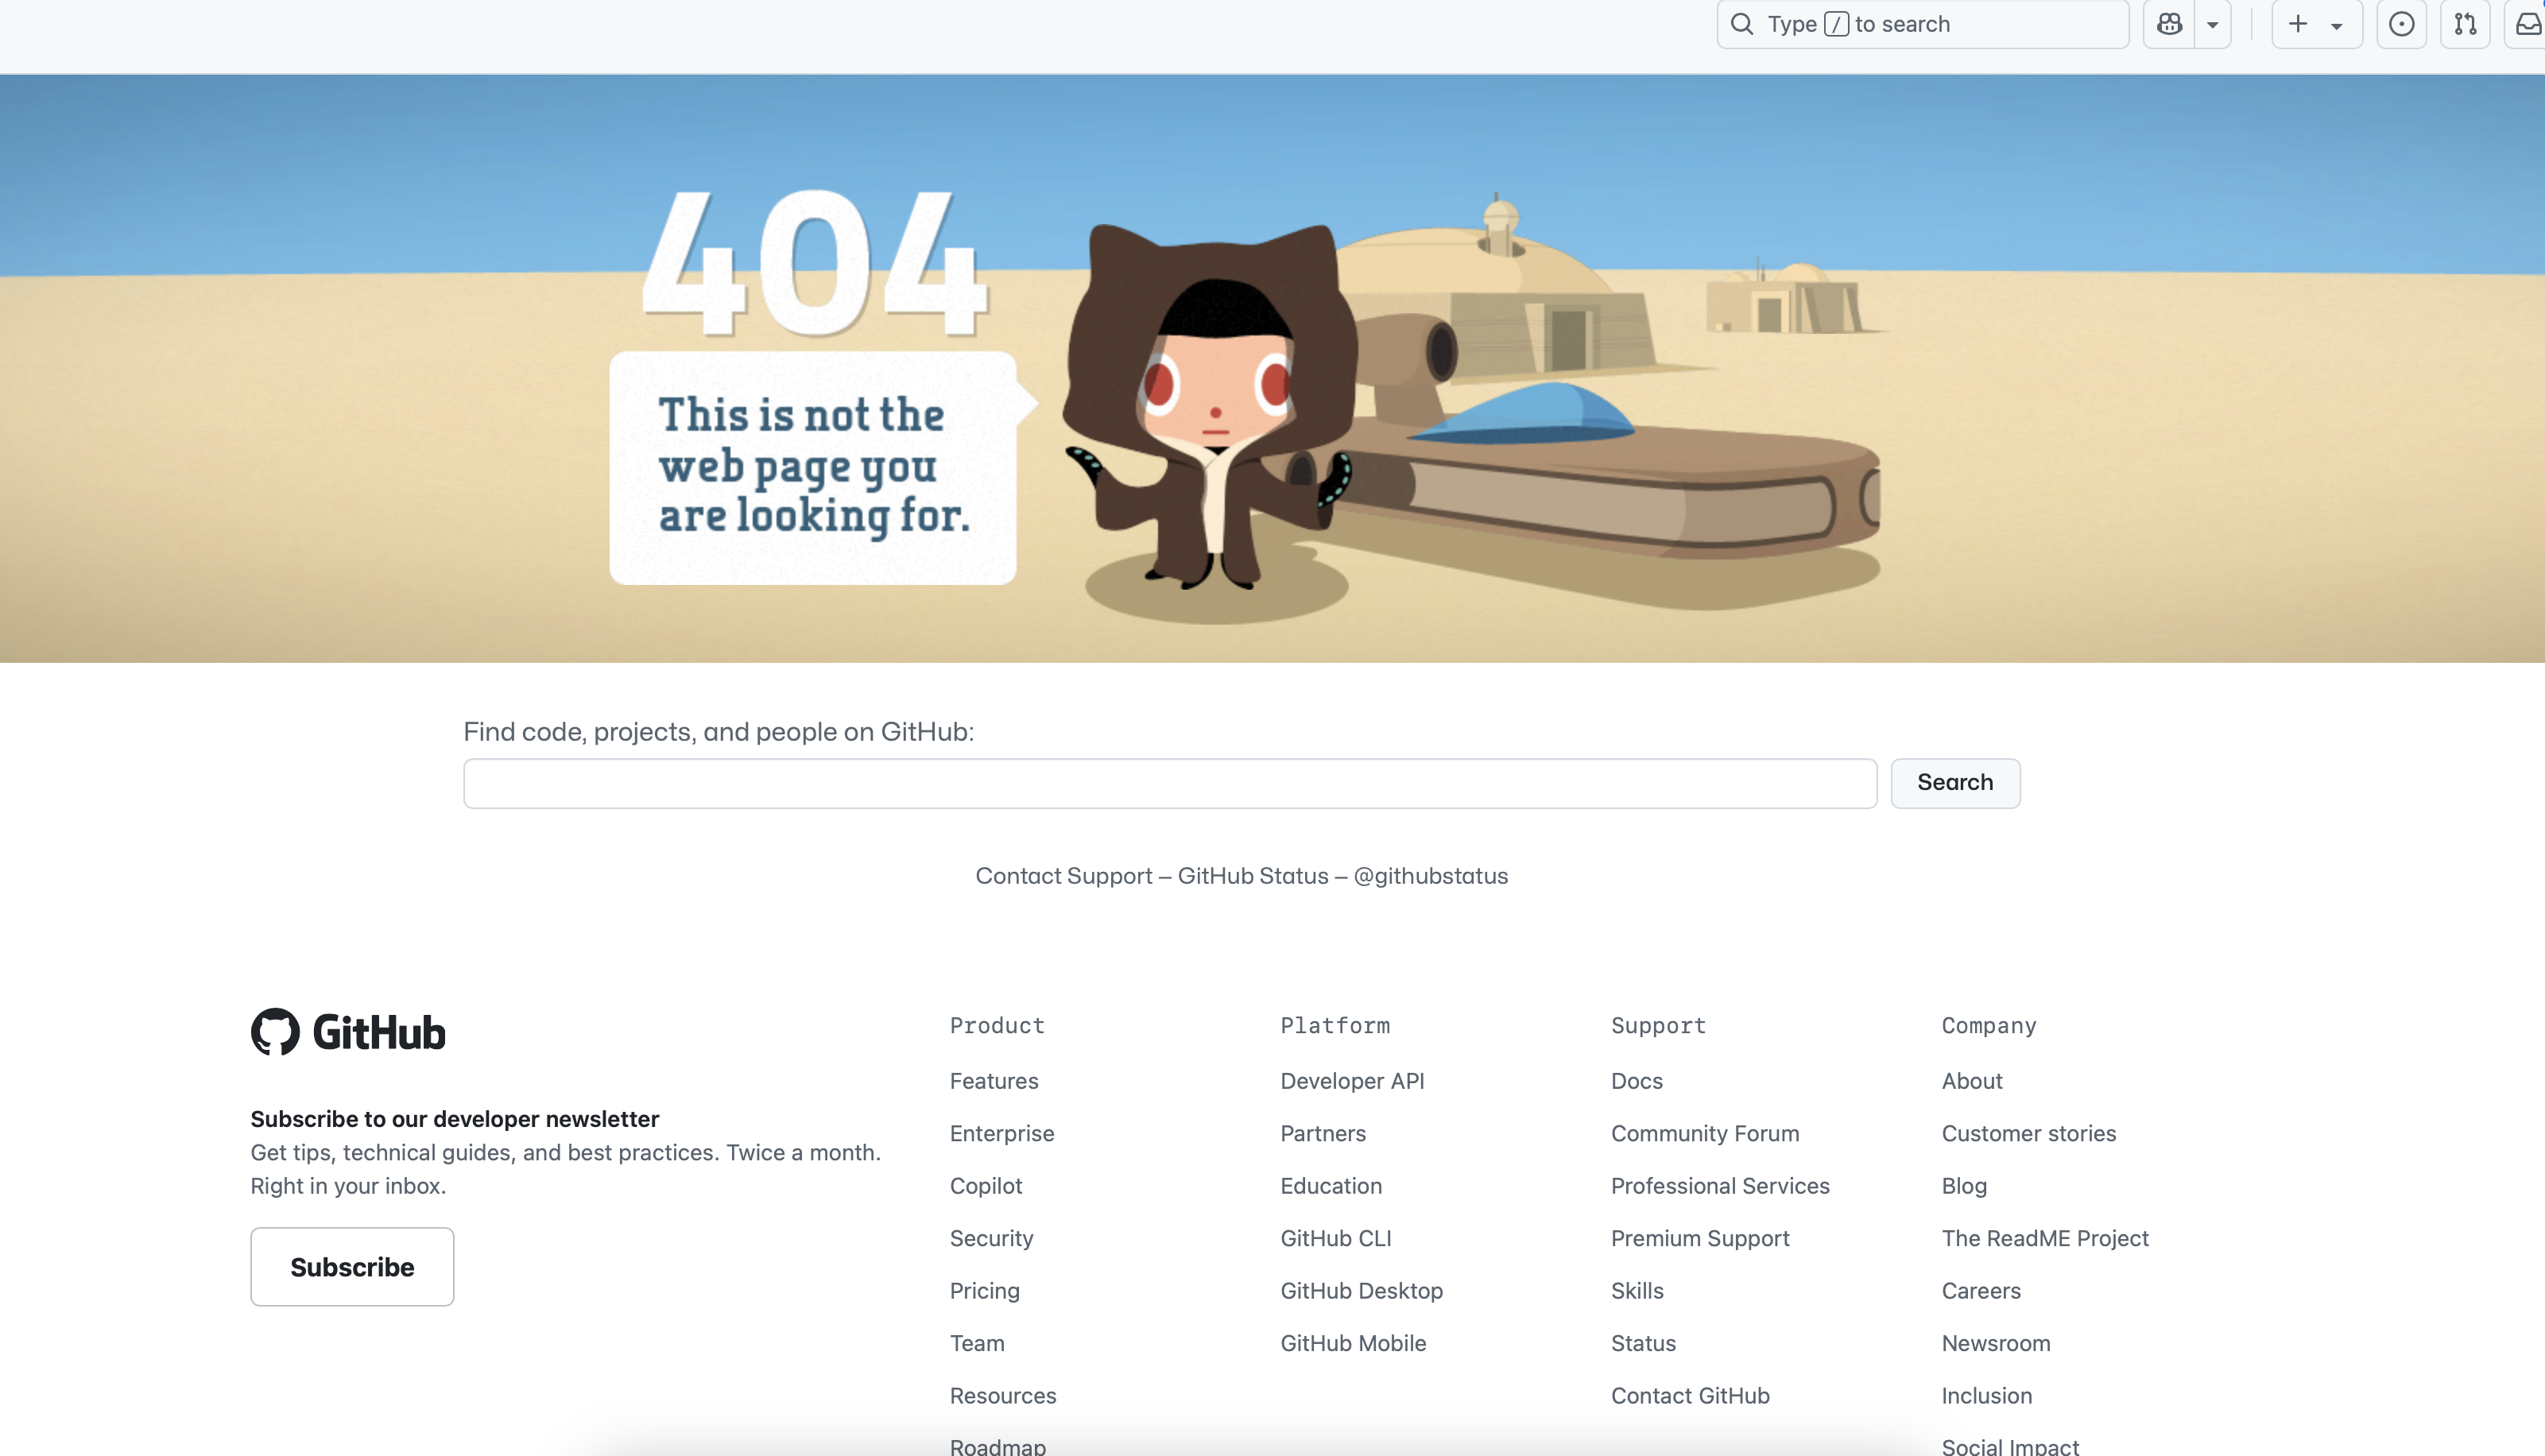 Type / to search
404
This is not the
web page you
are looking for.
Find code, projects, and people on GitHub:
Search
Contact Support — GitHub Status — @githubstatus
GitHub
Subscribe to our developer newsletter
Get tips, technical guides, and best practices. Twice a month.
Right in your inbox.
Subscribe
Product
Features
Enterprise
Copilot
Security
Pricing
Team
Resources
Roadmap
Platform
Developer API
Partners
Education
GitHub CLI
GitHub Desktop
GitHub Mobile
Support
Docs
Community Forum
Professional Services
Premium Support
Skills
Status
Contact GitHub
Company
About
Customer stories
Blog
The ReadME Project
Careers
Newsroom
Inclusion
Social Impact